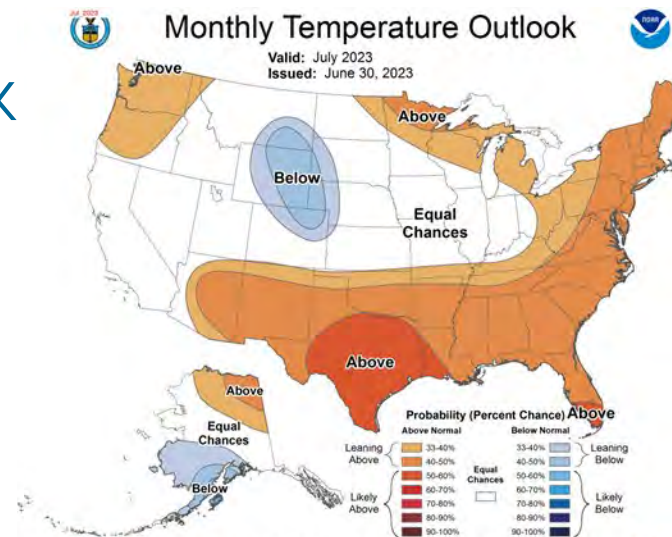 Jul 2023
Monthly Temperature Outlook
noaa
Valid: July 2023
Issued: June 30, 2023
X
Above
Above
Below
Equal
Chances
Above
Above
Equal
Chances
Below
Above
Probability (Percent Chance)
Above Normal
Below Normal
Leaning
Above
33-40%
40-50%
Likely
Above
50-60%
60-70%
70-80%
80-90%
90-100%
Equal
Chances
33-40%
40-50%
Leaning
Below
50-60%
60-70%
70-80%
80-90%
90-100%
Likely
Below